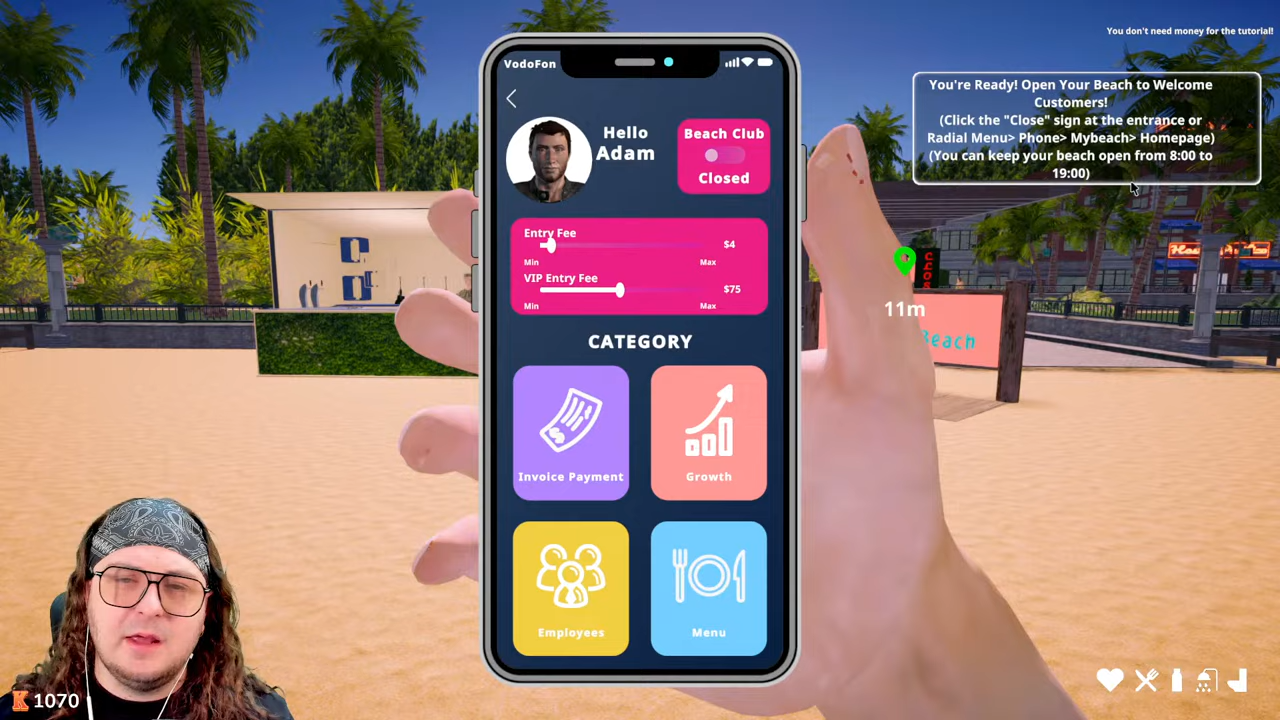 You don't need money for the tutorial!
VodoFon
You're Ready! Open Your Beach to Welcome
Customers!
(Click the "Close" sign at the entrance or
Radial Menu> Phone> Mybeach> Homepage)
(You can keep your beach open from 8:00 to
19:00)
Hello
Adam
Beach Club
Closed
Entry Fee
$4
Min
Max
VIP Entry Fee
$75
Min
Max
CATEGORY
11m
Beach
Invoice Payment
Growth
Employees
Menu
K 1070